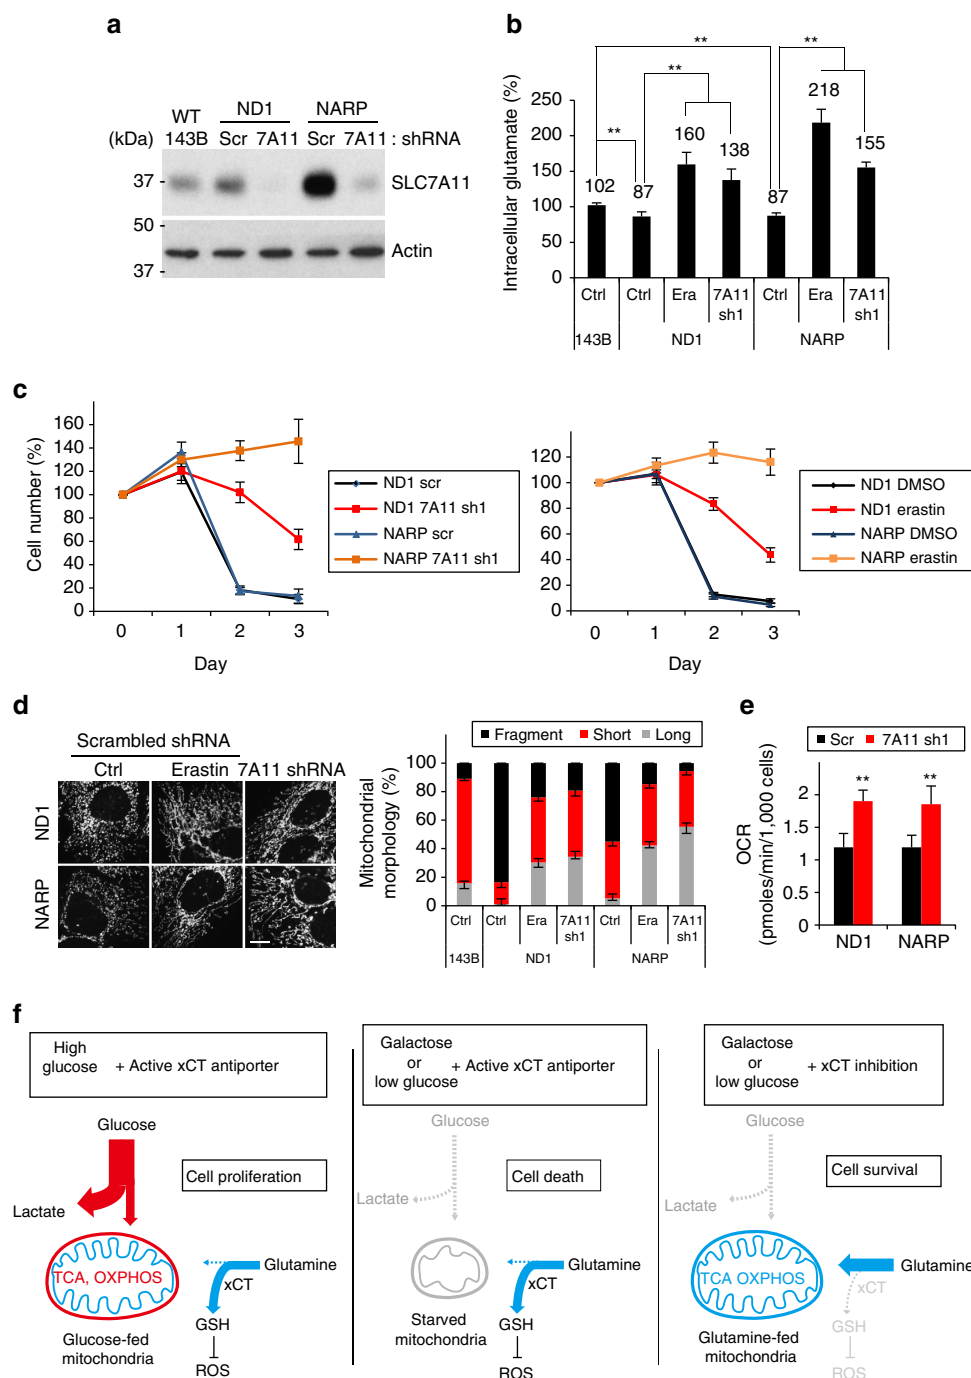 a
WT ND1 NARP
(kDa) 143B Scr 7A11 Scr 7A11 : shRNA
37 SLC7A11
50
Actin
37
b
Intracellular glutamate (%)
250
200
150
100
50
0
** ** ** **
102 87 160 138 87 218 155
Ctrl Ctrl Era 7A11 sh1 Ctrl Era 7A11 sh1
143B ND1 NARP
c
Cell number (%)
160
140
120
100
80
60
40
20
0
0 1 2 3
Day
ND1 scr
ND1 7A11 sh1
NARP scr
NARP 7A11 sh1
140
120
100
80
60
40
20
0
0 1 2 3
Day
ND1 DMSO
ND1 erastin
NARP DMSO
NARP erastin
d
Scrambled shRNA
Ctrl Erastin 7A11 shRNA
ND1
NARP
Fragment Short Long
Mitochondrial
morphology (%)
100
80
60
40
20
0
Ctrl Ctrl Era 7A11 sh1 Ctrl Era 7A11 sh1
143B ND1 NARP
e
Scr 7A11 sh1
OCR
(pmoles/min/1,000 cells)
2
1.5
1
0.5
0
** **
ND1 NARP
f
High
glucose + Active xCT antiporter
Glucose
Cell proliferation
Lactate
TCA, OXPHOS
Glutamine
xCT
GSH
ROS
Glucose-fed
mitochondria
Galactose
or + Active xCT antiporter
low glucose
Glucose
Cell death
Lactate
Glutamine
xCT
GSH
ROS
Starved
mitochondria
Galactose
or + xCT inhibition
low glucose
Glucose
Cell survival
Lactate
TCA OXPHOS
Glutamine
xCT
GSH
ROS
Glutamine-fed
mitochondria